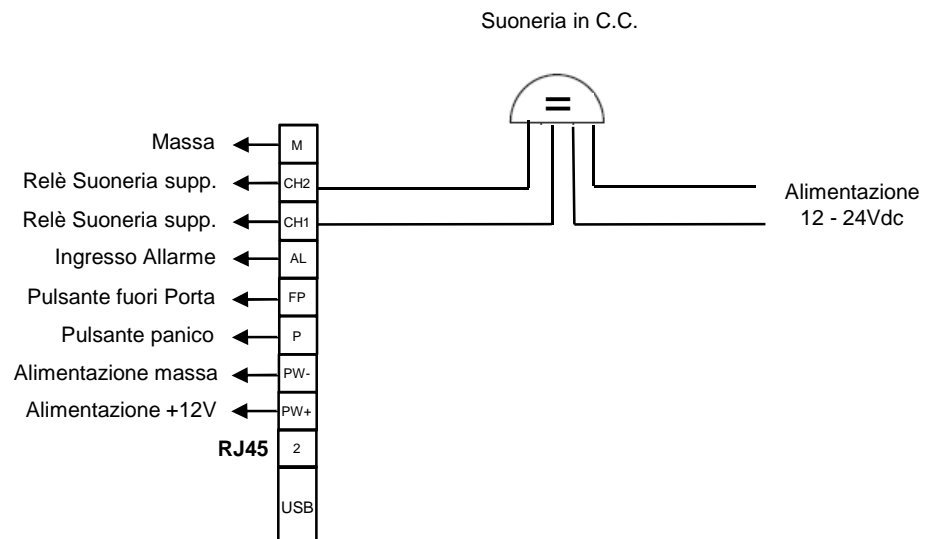 Suoneria in C.C.
=
Massa M
Relè Suoneria supp. CH2
Relè Suoneria supp. CH1
Alimentazione
12 - 24Vdc
Ingresso Allarme AL
Pulsante fuori Porta FP
Pulsante panico P
Alimentazione massa PW-
Alimentazione +12V PW+
RJ45 2
USB